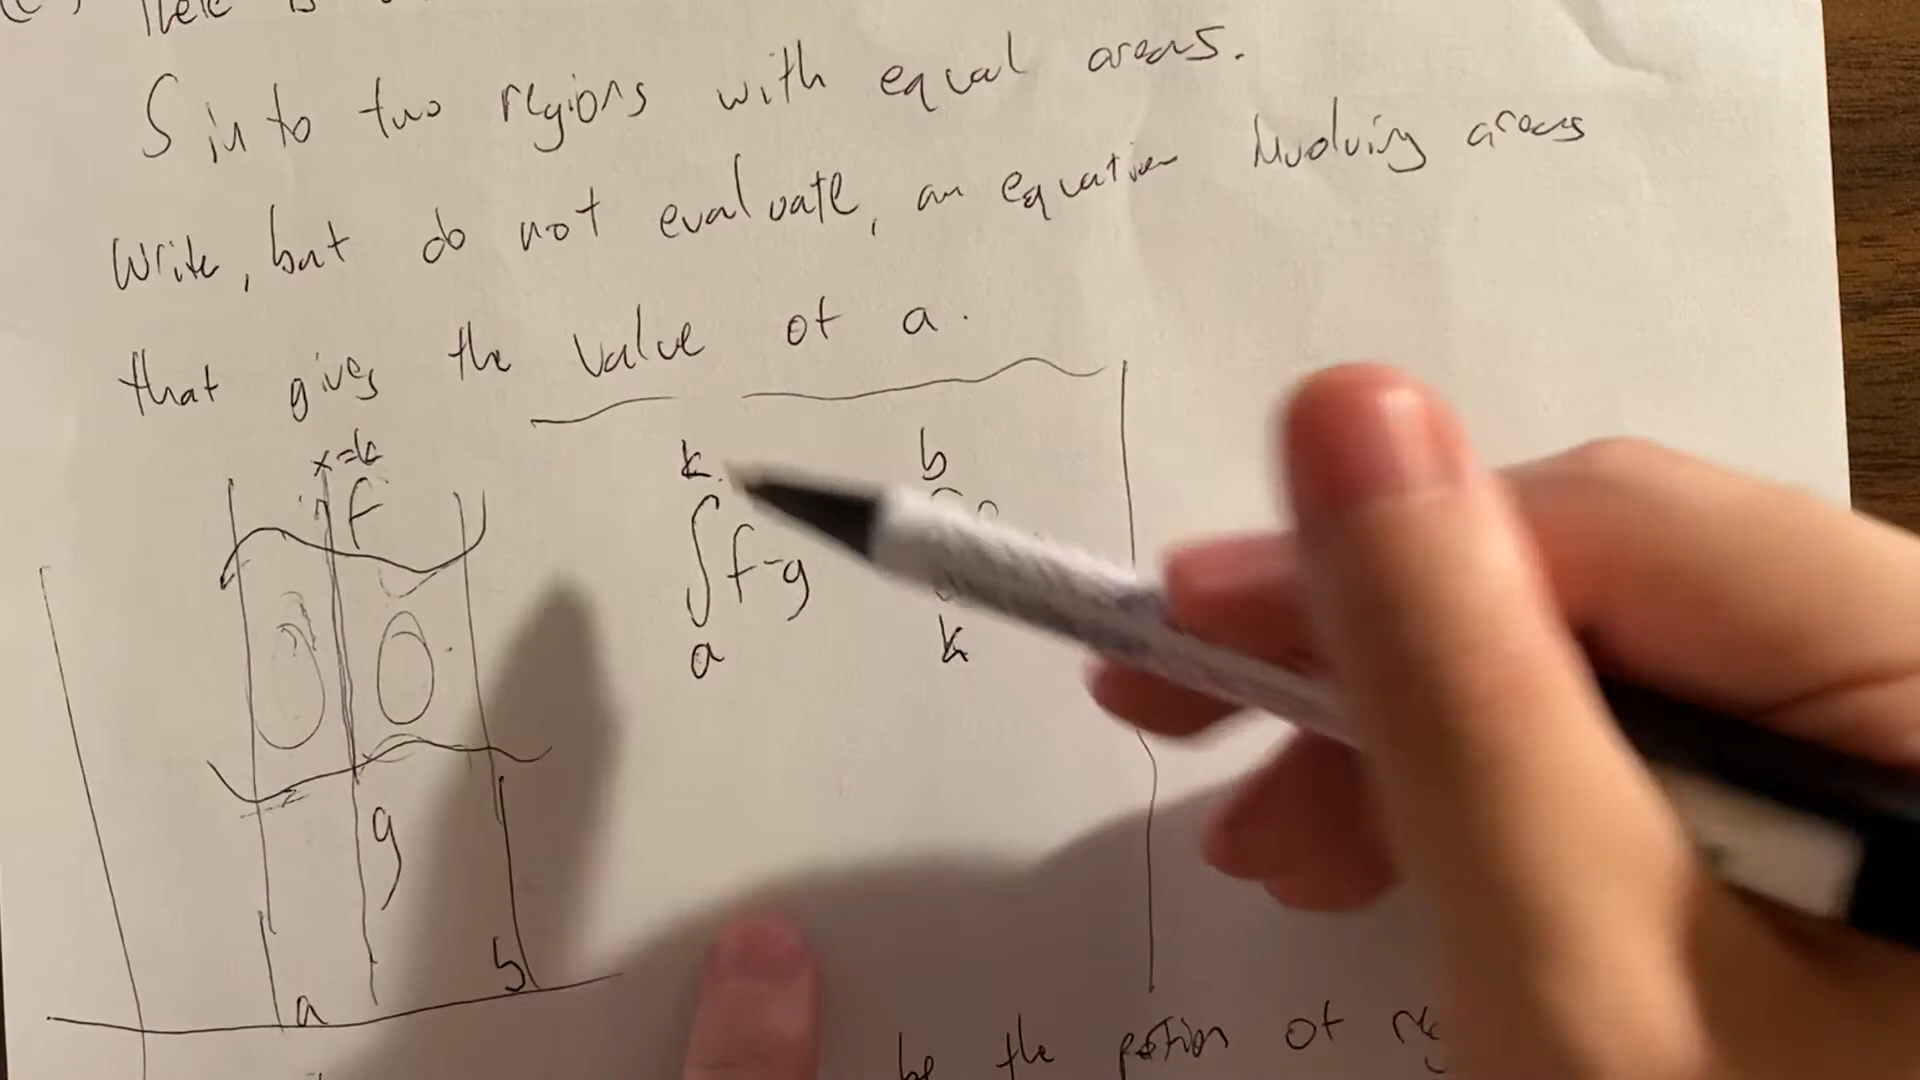 S into two regions with equal areas.
Write, but do not evaluate, an equation involving areas
that gives the value of a.
x=k
f
k
∫f-g
a
b
k
g
a
b
be the portion of